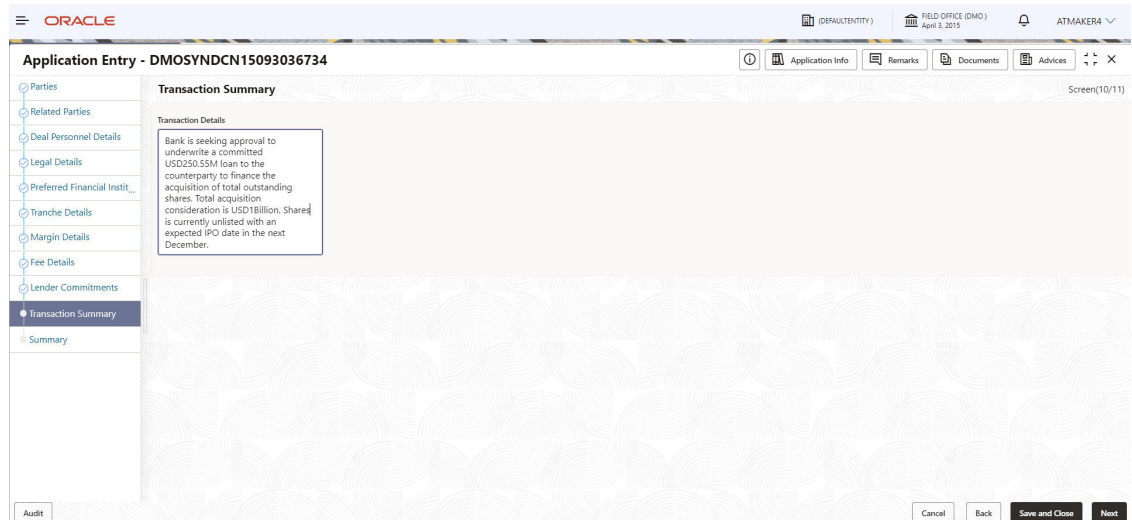 ORACLE
(DEFAULTENTITY )
FIELD OFFICE (DMO )
April 3, 2015
ATMAKER4
Application Entry - DMOSYNDCN15093036734
Application Info
Remarks
Documents
Advices
Parties
Related Parties
Deal Personnel Details
Legal Details
Preferred Financial Instit...
Tranche Details
Margin Details
Fee Details
Lender Commitments
Transaction Summary
Summary
Transaction Summary
Screen(10/11)
Transaction Details
Bank is seeking approval to
underwrite a committed
USD250.55M loan to the
counterparty to finance the
acquisition of total outstanding
shares. Total acquisition
consideration is USD1Billion. Shares
is currently unlisted with an
expected IPO date in the next
December.
Audit
Cancel
Back
Save and Close
Next